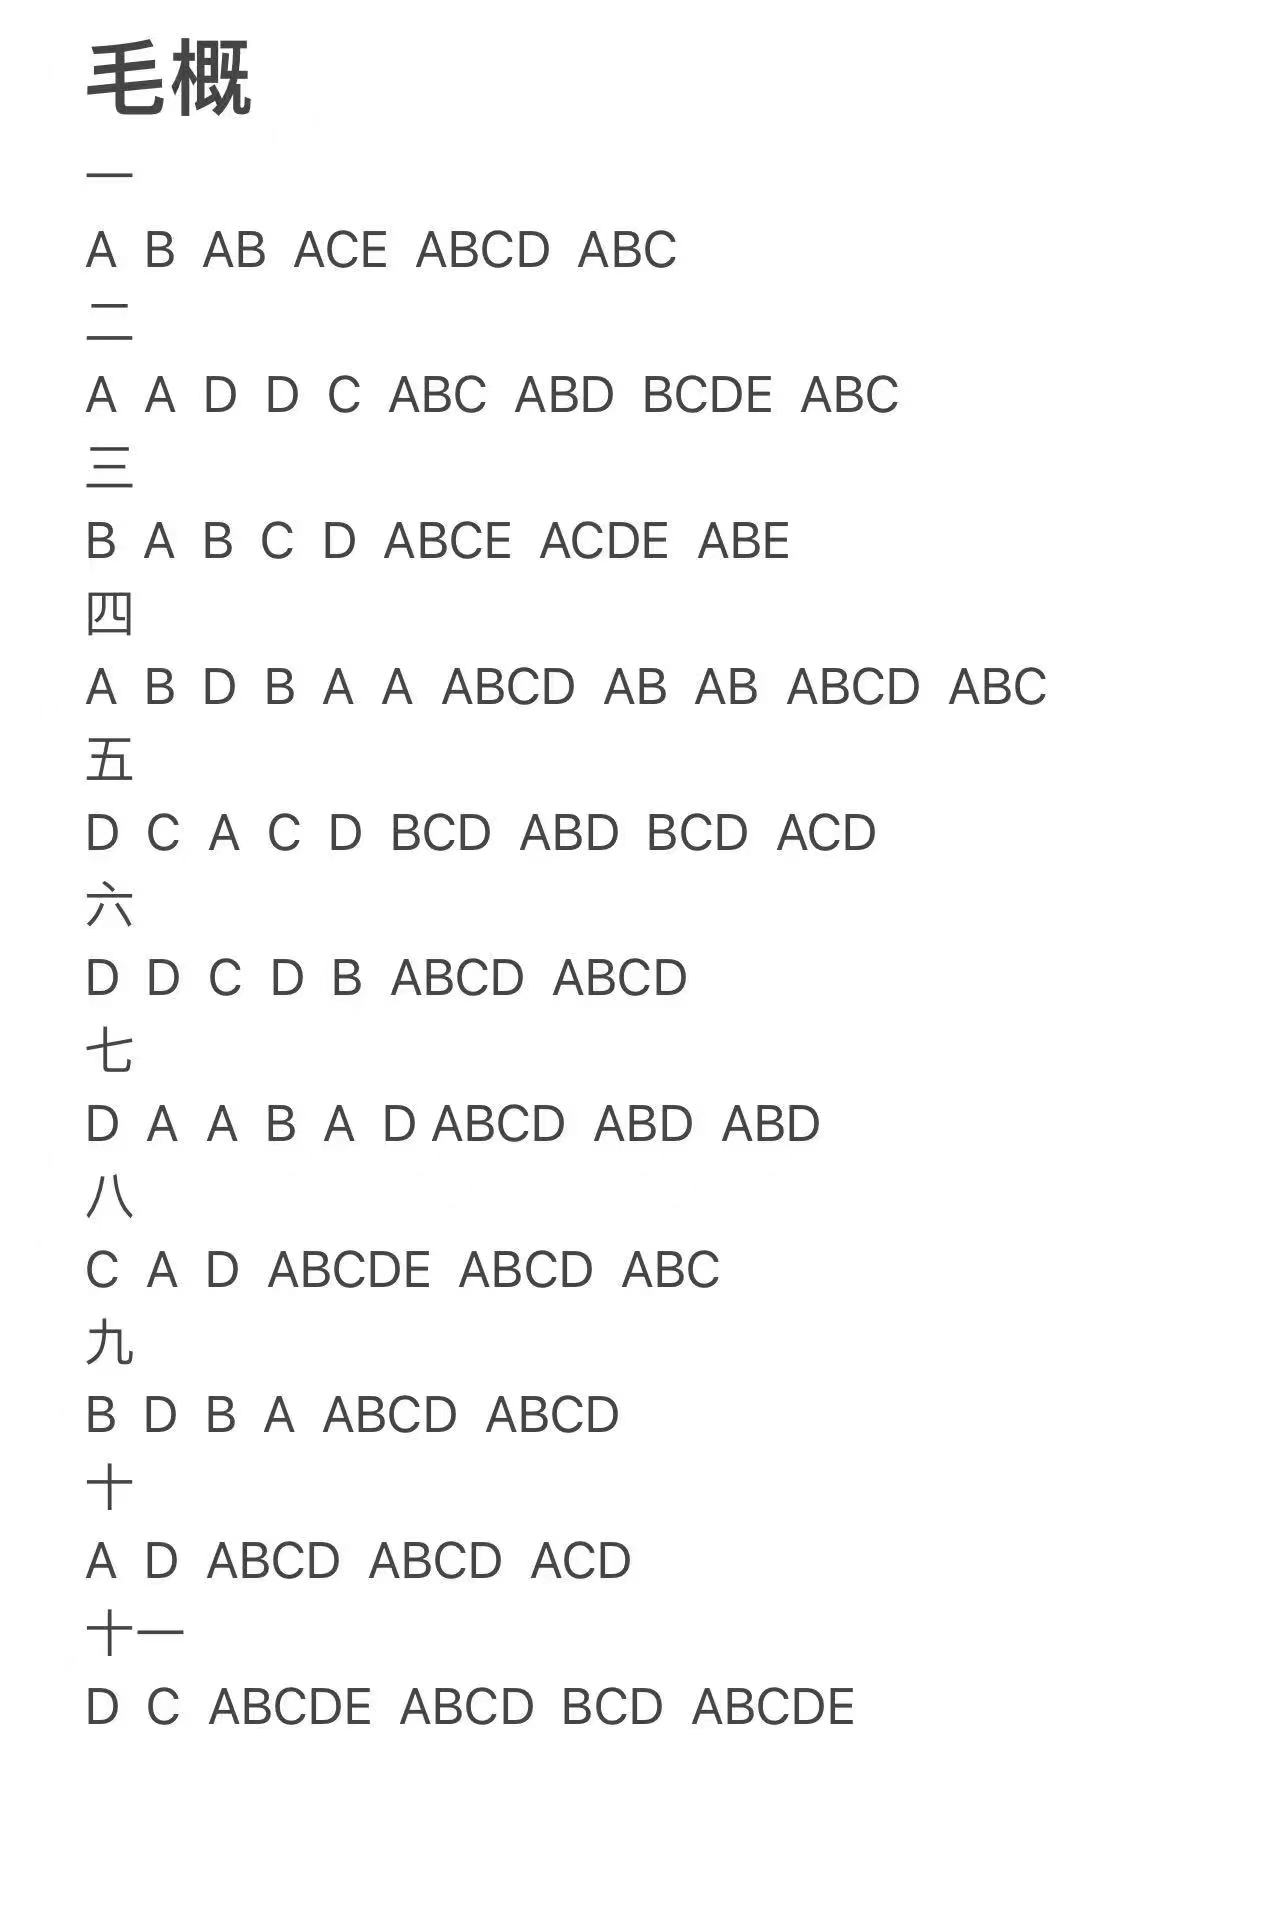 毛概
一
A B AB ACE ABCD ABC
二
A A D D C ABC ABD BCDE ABC
三
B A B C D ABCE ACDE ABE
四
A B D B A A ABCD AB AB ABCD ABC
五
D C A C D BCD ABD BCD ACD
六
D D C D B ABCD ABCD
七
D A A B A D ABCD ABD ABD
八
C A D ABCDE ABCD ABC
九
B D B A ABCD ABCD
十
A D ABCD ABCD ACD
十一
D C ABCDE ABCD BCD ABCDE